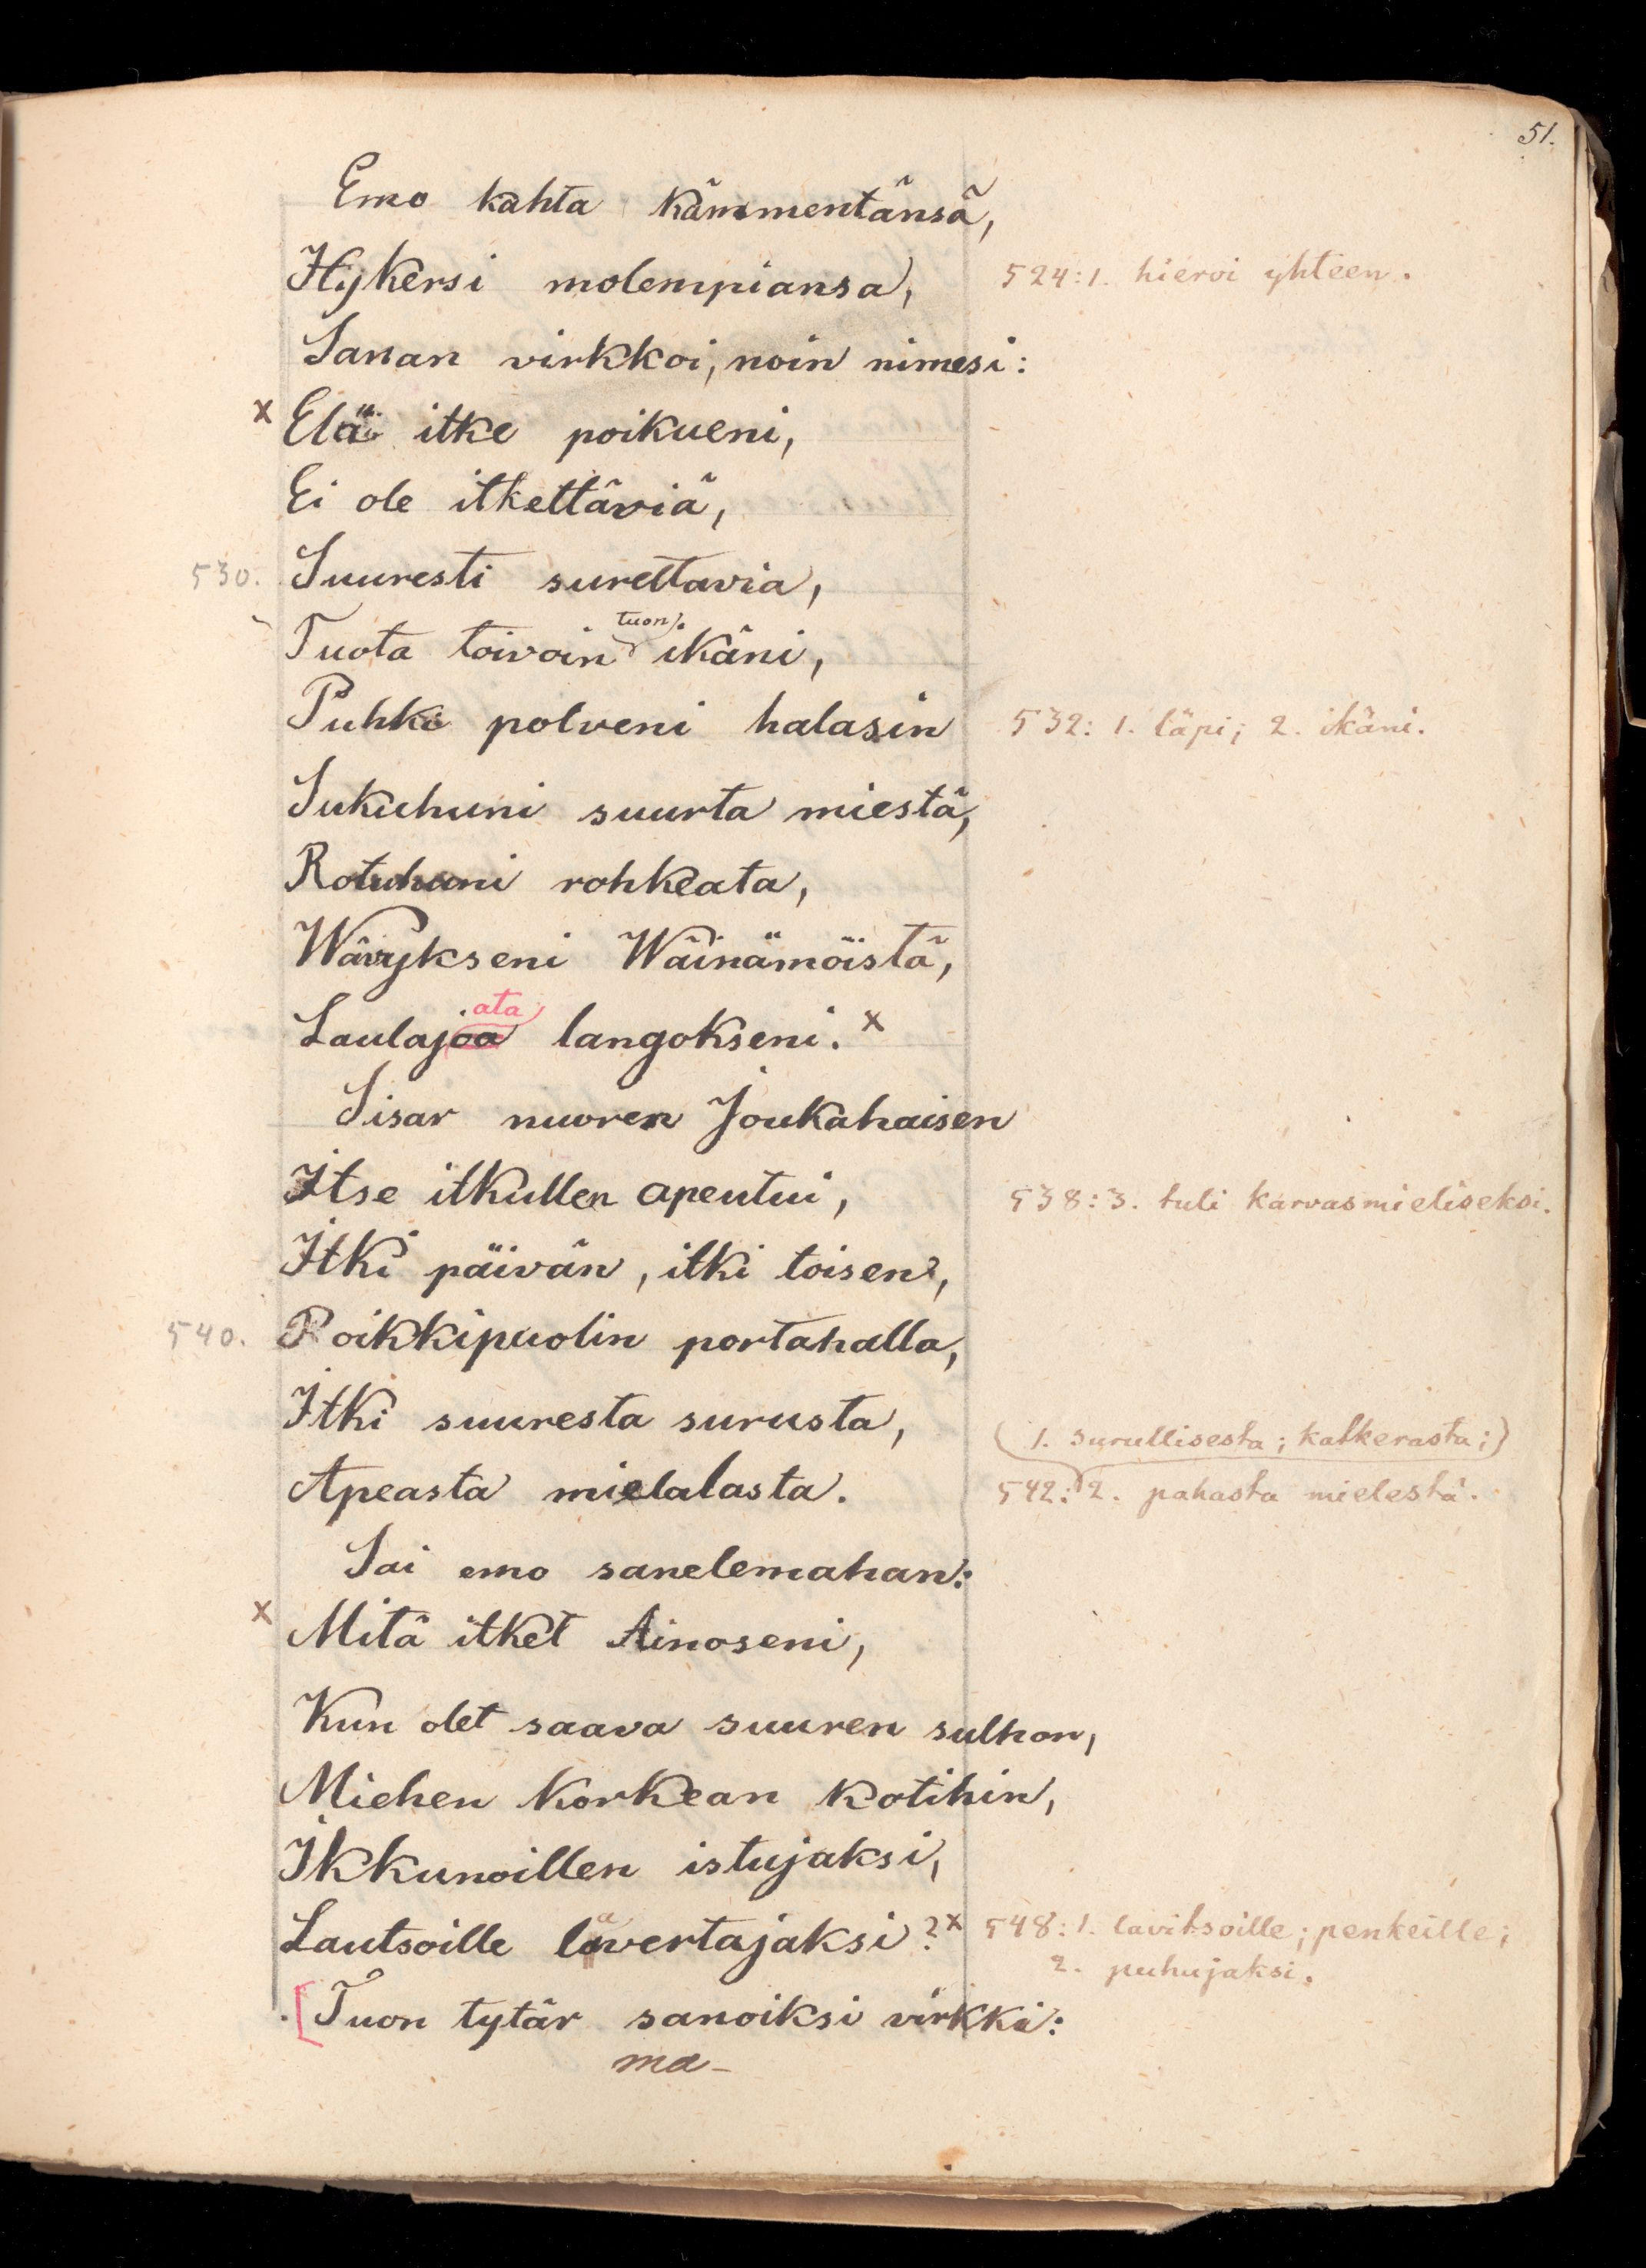 51.
Emo kahta kämmentänsä,
Hykersi molempiansa, 524:1. hieroi yhteen.
Sanan virkkoi, noin nimesi:
x Elä itke poikueni,
Ei ole itkettäviä,
530. Suuresti surettavia,
tuon
Tuota toivoin ikäni,
Puhki polveni halasin 532: 1. läpi; 2. ikäni.
Sukuhuni suurta miestä,
Rotuhuni rohkeata,
Wävykseni Wäinämöistä,
ata
Laulajoa langokseni. x
Sisar nuoren Joukahaisen
Itse itkullen apeutui, 538:3. tuli karvasmieliseksi.
Itki päivän, itki toisen,
540. Poikkipuolin portahalla,
Itki suuresta surusta, (1. surullisesta; katkerasta;)
Apeasta mielalasta. 542: 2. pahasta mielestä.
Sai emo sanelemahan:
x Mitä itket Ainoseni,
Kun olet saava suuren sulhon,
Miehen korkean kotihin,
Ikkunoillen istujaksi,
a
Lautsoille lavertajaksi? x 548:1. lavitsoille; penkeille;
2. puhujaksi.
[Tuon tytär sanoiksi virkki:
ma-